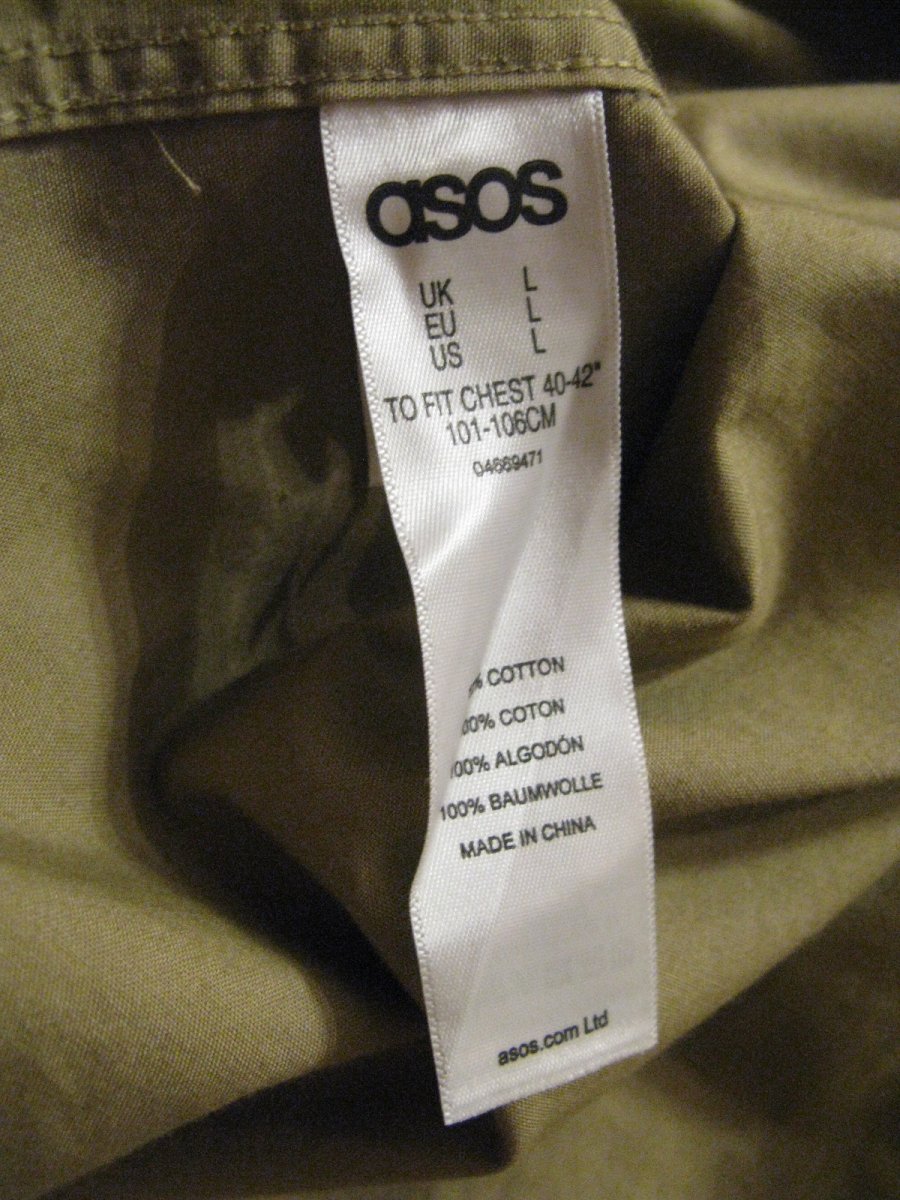 asos
UK L
EU L
US L
TO FIT CHEST 40-42"
101-106CM
04669471
% COTTON
00% COTON
100% ALGODÓN
100% BAUMWOLLE
MADE IN CHINA
asos.com Ltd